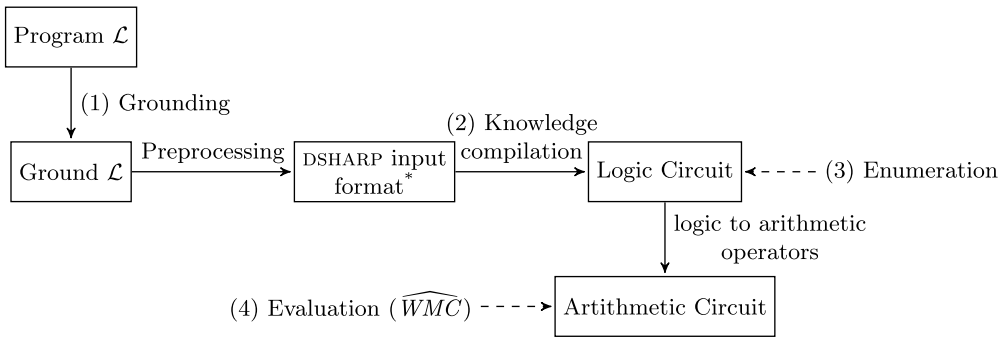 Program ℒ
(1) Grounding
Ground ℒ
Preprocessing
DSHARP input
format*
(2) Knowledge
compilation
Logic Circuit
(3) Enumeration
logic to arithmetic
operators
(4) Evaluation (\widehat{WMC})
Artithmetic Circuit